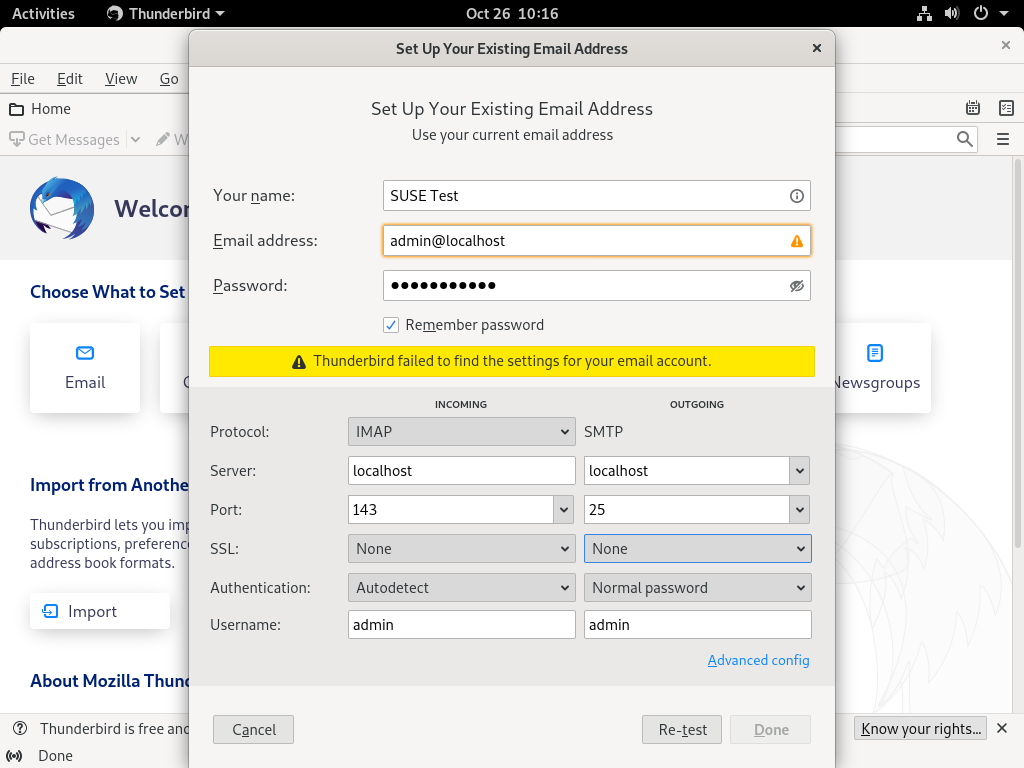 Activities Thunderbird Oct 26 10:16
Set Up Your Existing Email Address
File Edit View Go
Home
Get Messages
Welcor
Choose What to Set
Email
Newsgroups
Import from Anothe
Thunderbird lets you imp
subscriptions, preference
address book formats.
Import
About Mozilla Thund
Set Up Your Existing Email Address
Use your current email address
Your name: SUSE Test
Email address: admin@localhost
Password: ●●●●●●●●●●●
Remember password
Thunderbird failed to find the settings for your email account.
INCOMING OUTGOING
Protocol: IMAP SMTP
Server: localhost localhost
Port: 143 25
SSL: None None
Authentication: Autodetect Normal password
Username: admin admin
Advanced config
Cancel Re-test Done
Thunderbird is free and Know your rights...
Done